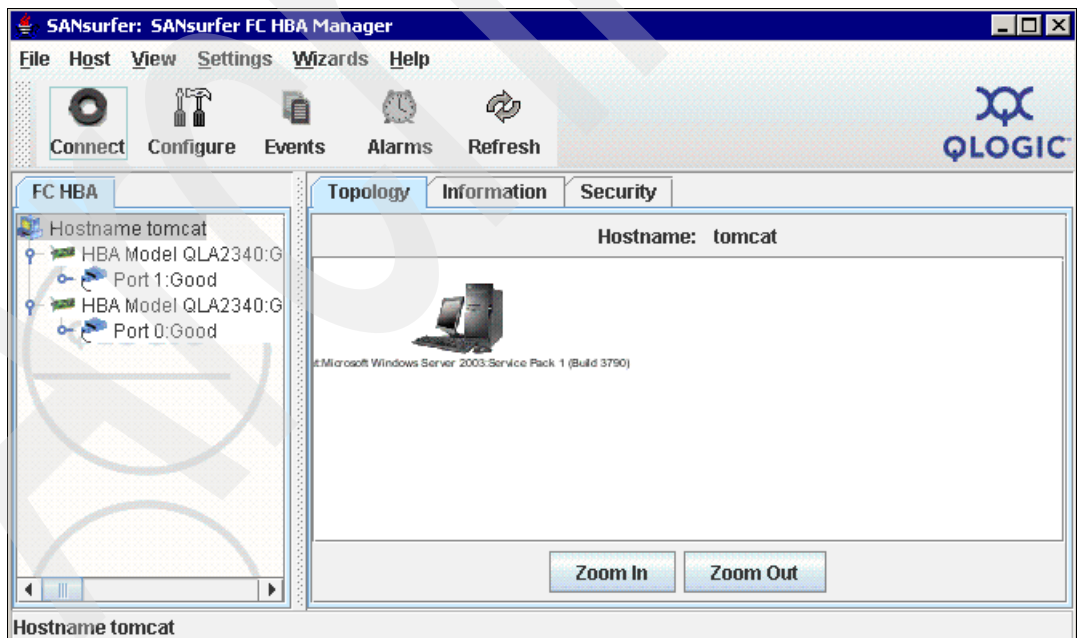 SANsurfer: SANsurfer FC HBA Manager
File Host View Settings Wizards Help
Connect Configure Events Alarms Refresh
QLOGIC
FC HBA
Hostname tomcat
HBA Model QLA2340:G
Port 1:Good
HBA Model QLA2340:G
Port 0:Good
Topology Information Security
Hostname: tomcat
t:Microsoft Windows Server 2003:Service Pack 1 (Build 3790)
Zoom In Zoom Out
Hostname tomcat